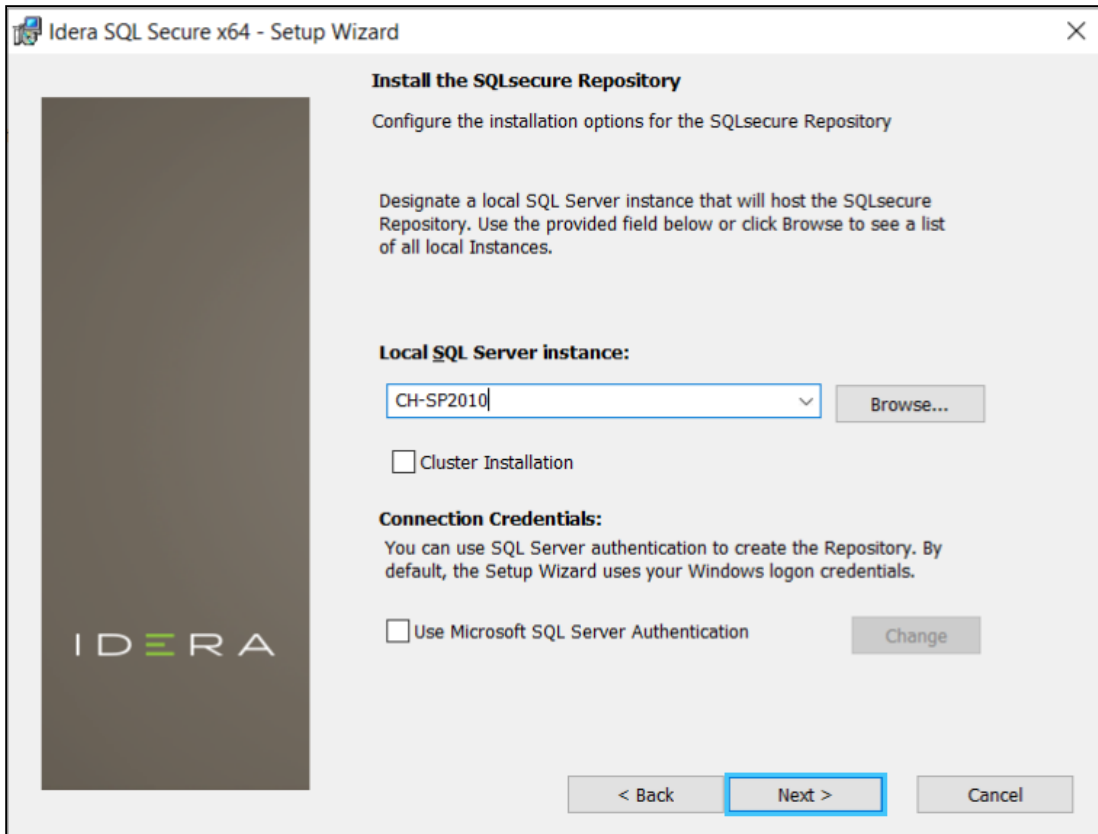 Idera SQL Secure x64 - Setup Wizard
Install the SQLsecure Repository
Configure the installation options for the SQLsecure Repository
Designate a local SQL Server instance that will host the SQLsecure
Repository. Use the provided field below or click Browse to see a list
of all local Instances.
Local SQL Server instance:
CH-SP2010
Browse...
Cluster Installation
Connection Credentials:
You can use SQL Server authentication to create the Repository. By
default, the Setup Wizard uses your Windows logon credentials.
Use Microsoft SQL Server Authentication
Change
IDERA
< Back
Next >
Cancel